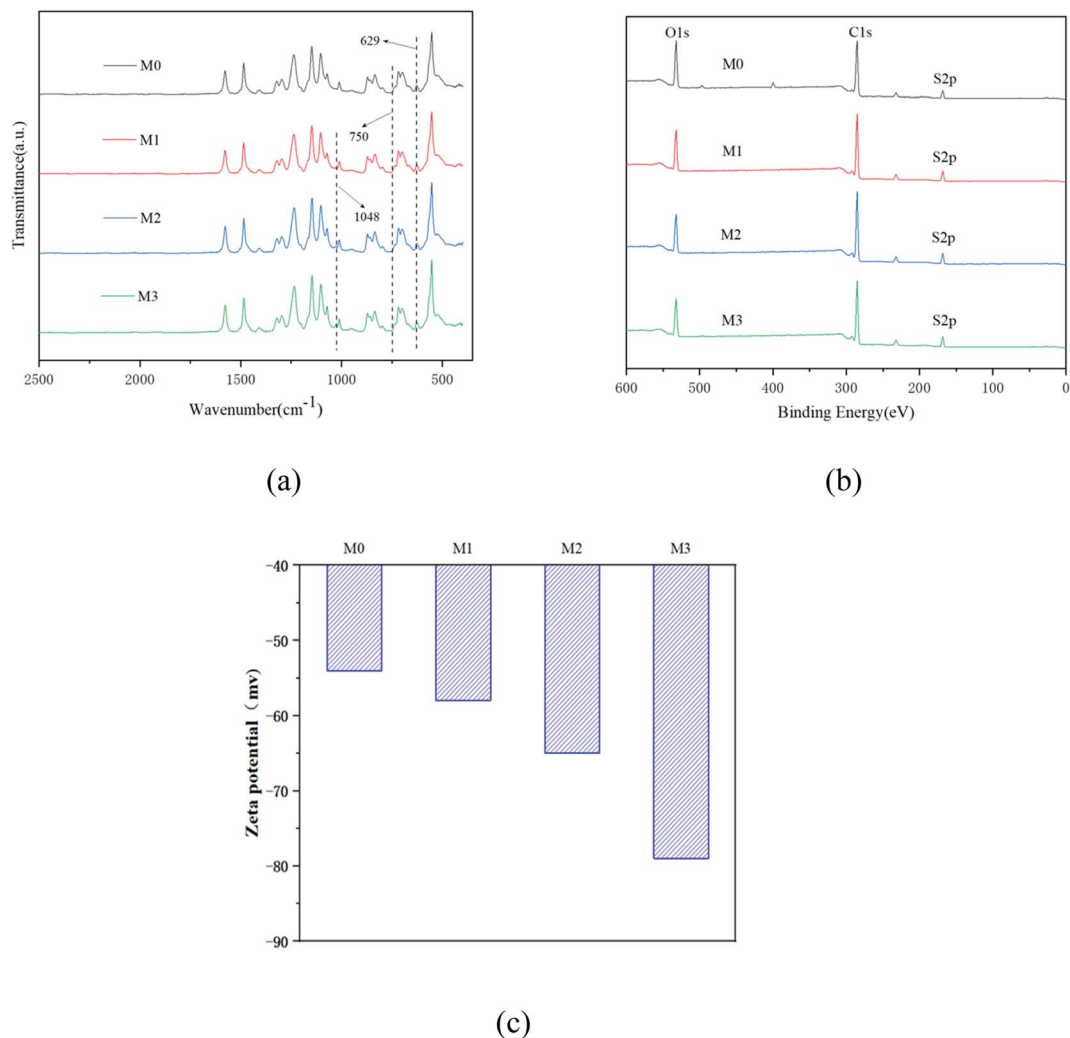 M0
M1
M2
M3
629
750
1048
Transmittance(a.u.)
2500
2000
1500
1000
500
Wavenumber(cm-1)
(a)
O1s
C1s
M0
S2p
M1
S2p
M2
S2p
M3
S2p
600
500
400
300
200
100
0
Binding Energy(eV)
(b)
M0
M1
M2
M3
-40
-50
-60
-70
-80
-90
Zeta potential（mv)
(c)